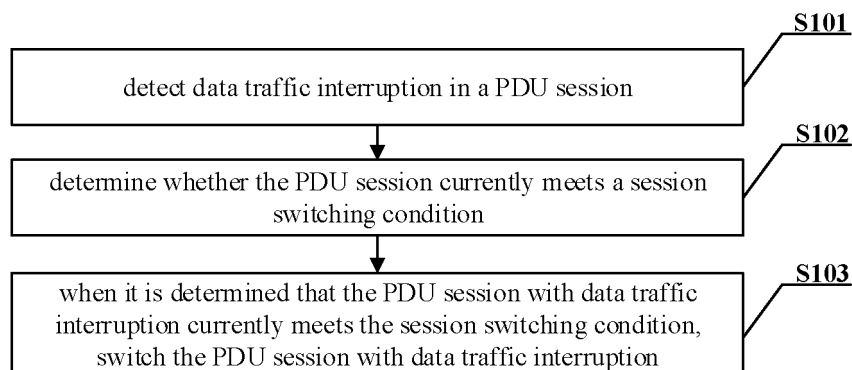 S101
detect data traffic interruption in a PDU session
S102
determine whether the PDU session currently meets a session
switching condition
S103
when it is determined that the PDU session with data traffic
interruption currently meets the session switching condition,
switch the PDU session with data traffic interruption